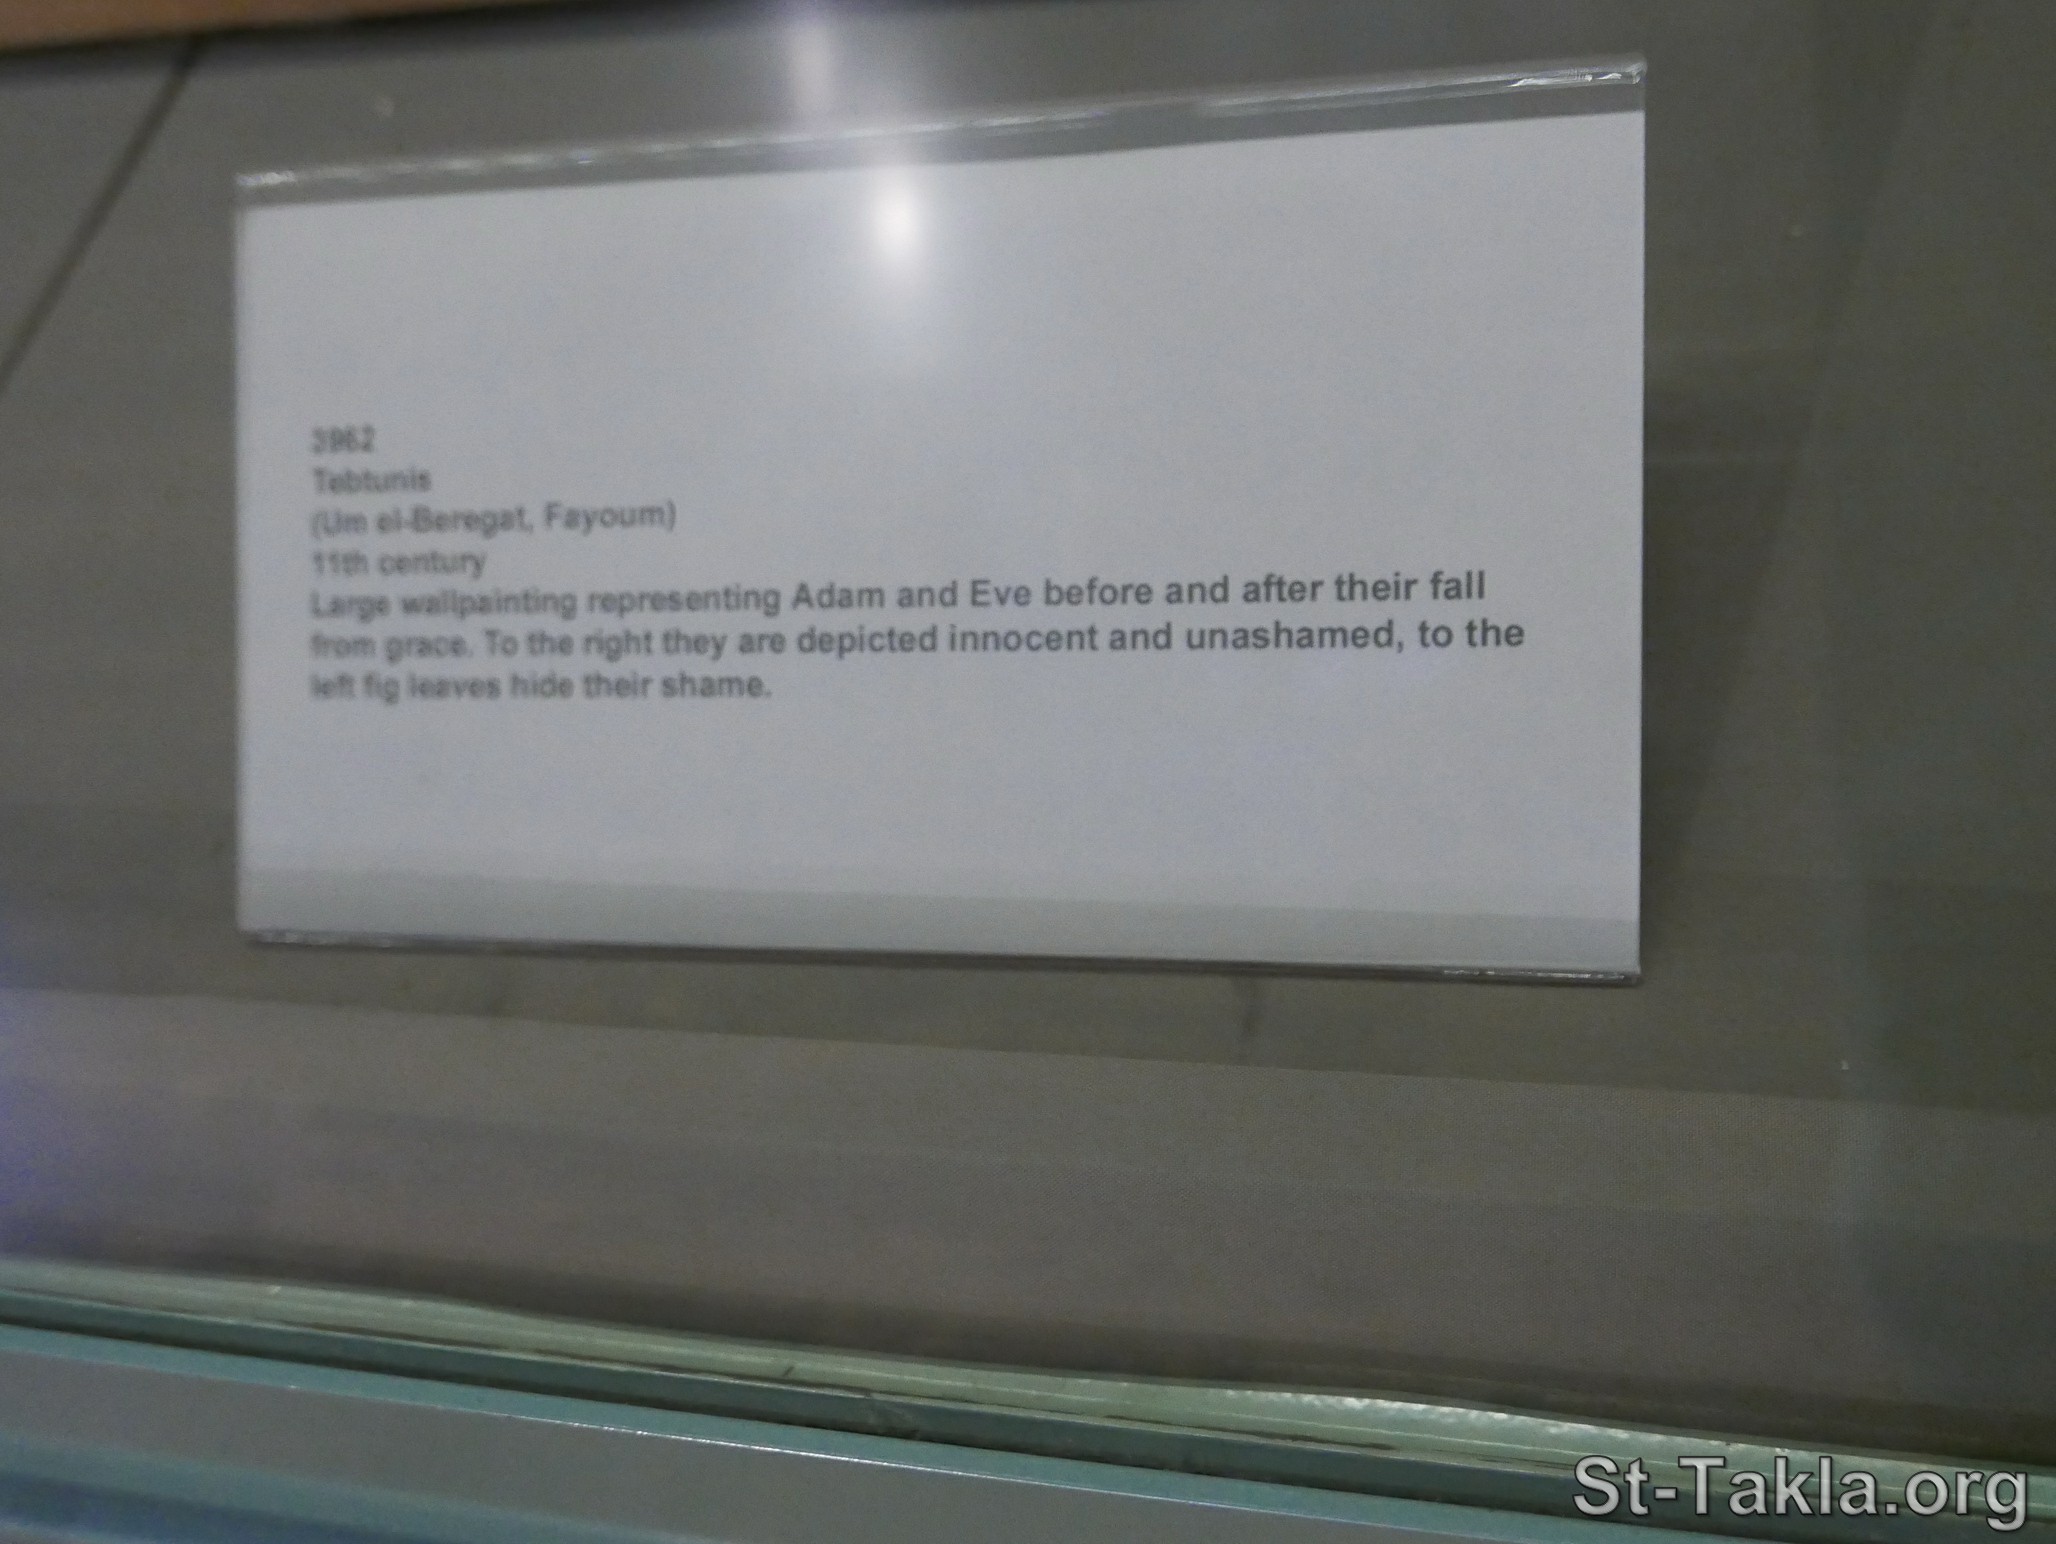 3962
Tebtunis
(Um el-Beregat, Fayoum)
11th century
Large wallpainting representing Adam and Eve before and after their fall
from grace. To the right they are depicted innocent and unashamed, to the
left fig leaves hide their shame.
St-Takla.org